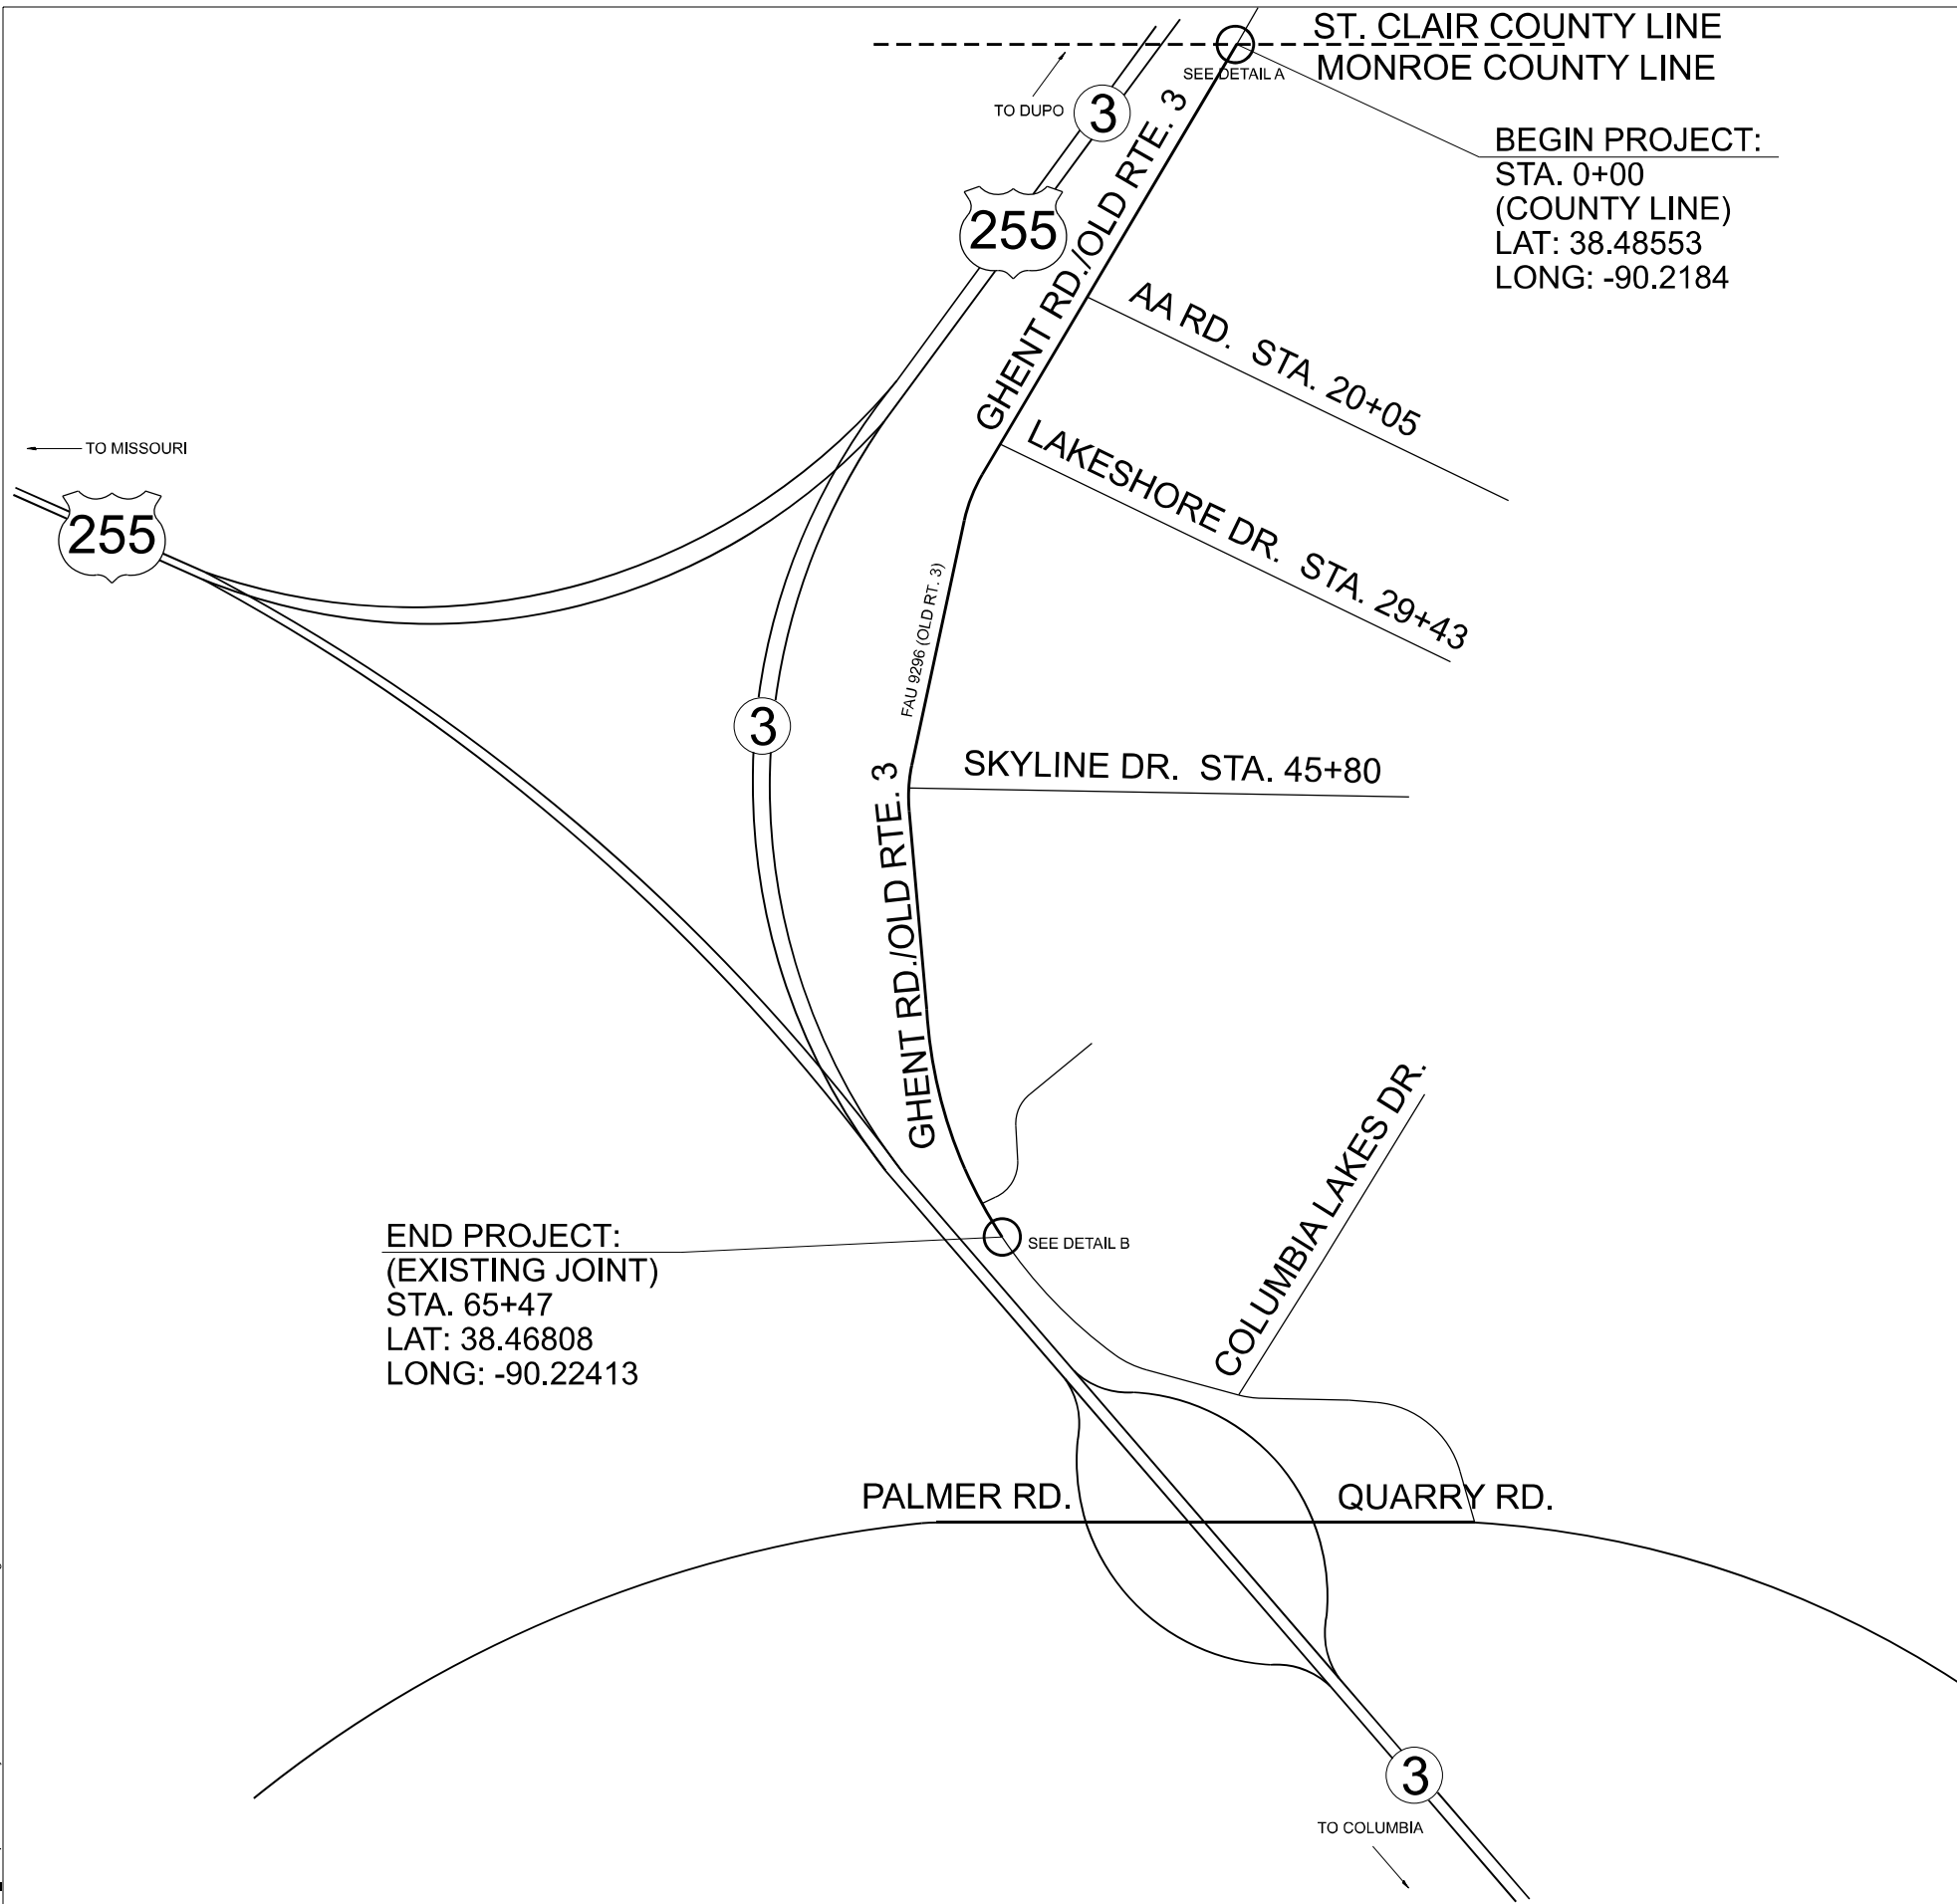 ST. CLAIR COUNTY LINE
MONROE COUNTY LINE
SEE DETAIL A
TO DUPO
3
BEGIN PROJECT:
STA. 0+00
(COUNTY LINE)
LAT: 38.48553
LONG: -90.2184
255
GHENT RD./OLD RTE. 3
AA RD. STA. 20+05
LAKESHORE DR. STA. 29+43
TO MISSOURI
255
FAU 9296 (OLD RT. 3)
3
SKYLINE DR. STA. 45+80
GHENT RD./OLD RTE. 3
COLUMBIA LAKES DR.
END PROJECT:
(EXISTING JOINT)
STA. 65+47
LAT: 38.46808
LONG: -90.22413
SEE DETAIL B
PALMER RD.
QUARRY RD.
3
TO COLUMBIA